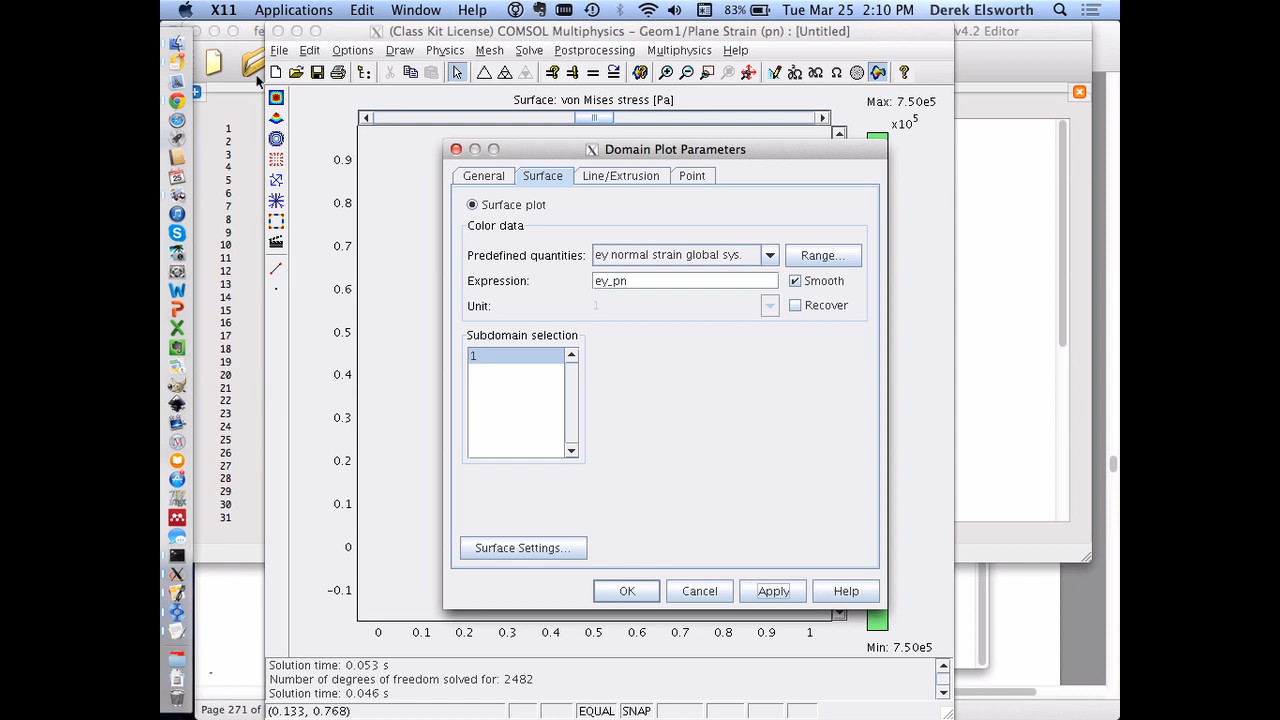 X11 Applications Edit Window Help 83% Tue Mar 25 2:10 PM Derek Elsworth
fe (Class Kit License) COMSOL Multiphysics - Geom1/Plane Strain (pn) : [Untitled] v4.2 Editor
File Edit Options Draw Physics Mesh Solve Postprocessing Multiphysics Help
Surface: von Mises stress [Pa]
Max: 7.50e5
x10^5
Domain Plot Parameters
General Surface Line/Extrusion Point
Surface plot
Color data
Predefined quantities: ey normal strain global sys. Range...
Expression: ey_pn Smooth
Unit: 1 Recover
Subdomain selection
1
Surface Settings...
OK Cancel Apply Help
0.9
0.8
0.7
0.6
0.5
0.4
0.3
0.2
0.1
0
-0.1
0 0.1 0.2 0.3 0.4 0.5 0.6 0.7 0.8 0.9 1
Min: 7.50e5
1
2
3
4
5
6
7
8
9
10
11
12
13
14
15
16
17
18
19
20
21
22
23
24
25
26
27
28
29
30
31
Solution time: 0.053 s
Number of degrees of freedom solved for: 2482
Solution time: 0.046 s
Page 271 of
(0.133, 0.768) EQUAL SNAP